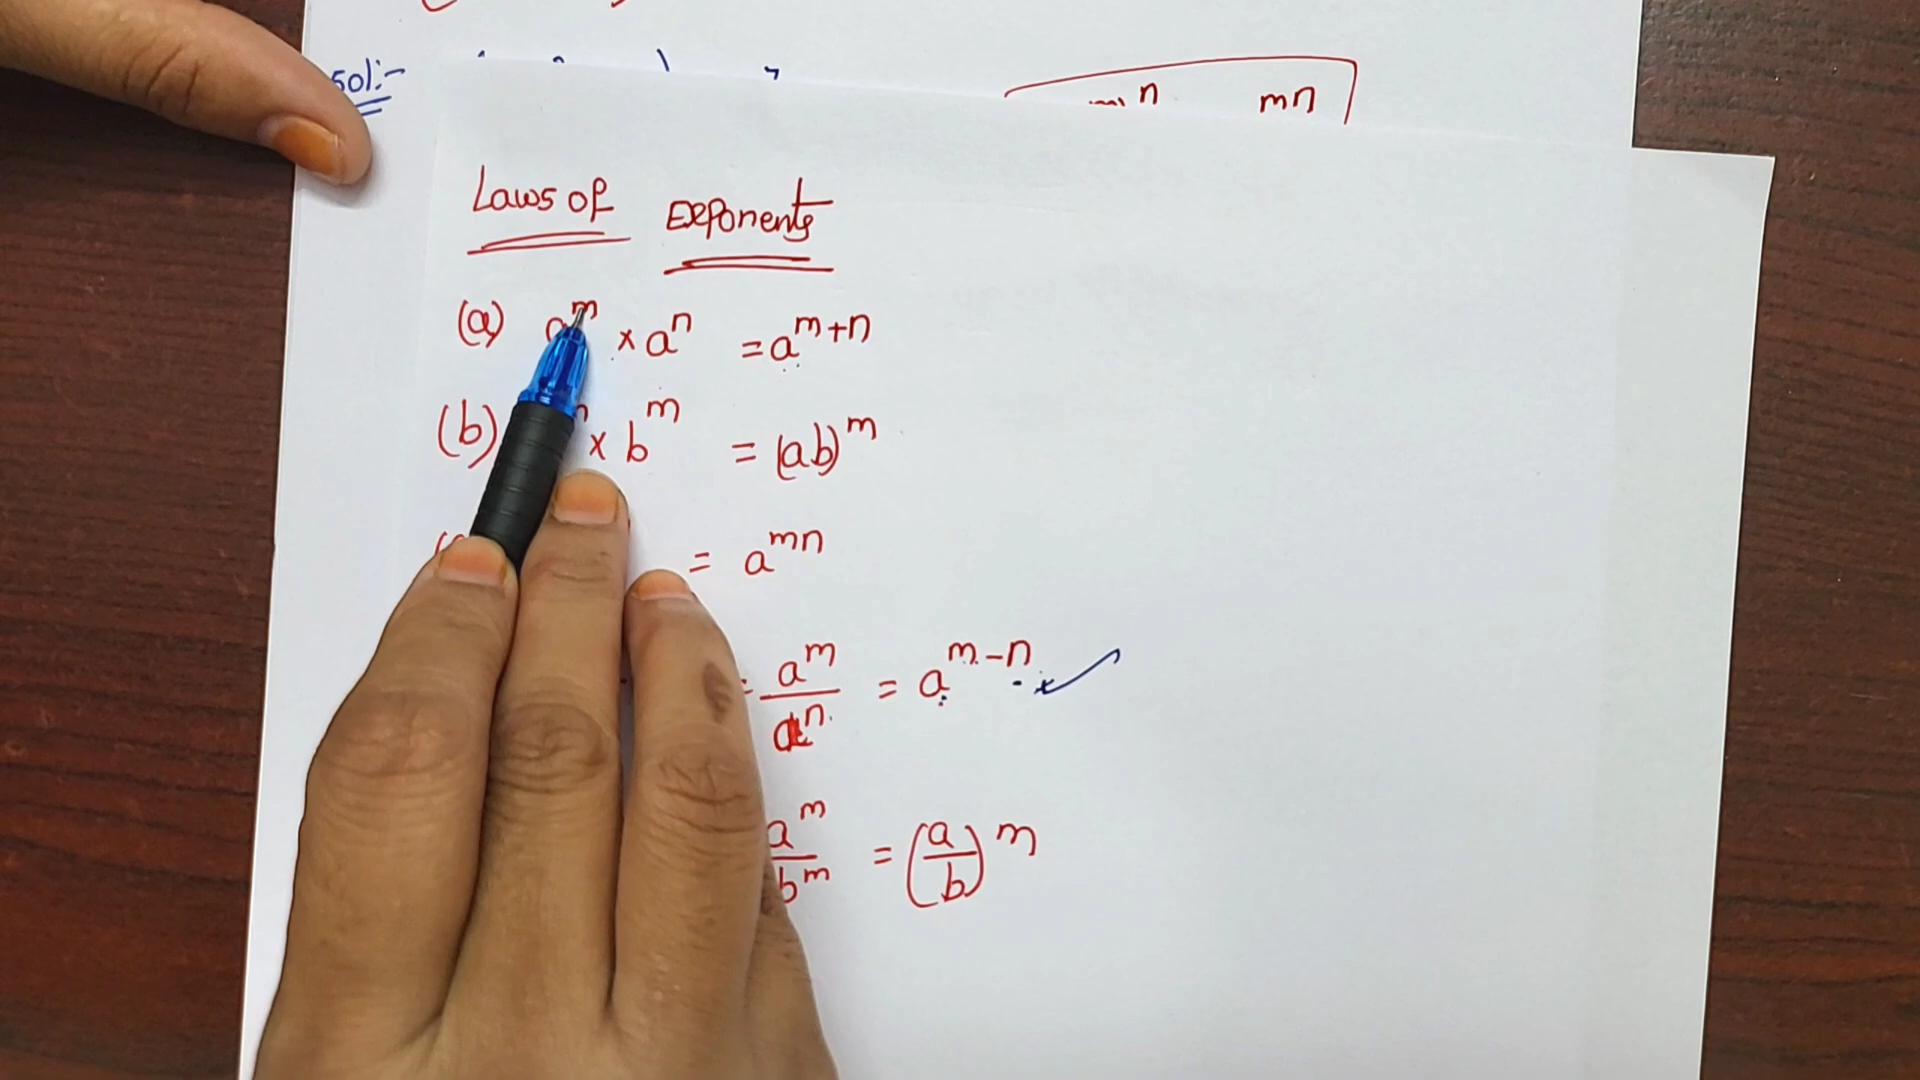 sol:-
n mn
Laws of Exponents
(a) a^m × a^n = a^{m+n}
(b) × b^m = (ab)^m
= a^{mn}
= a^m/a^n = a^{m-n} ✓
a^m/b^m = (a/b)^m